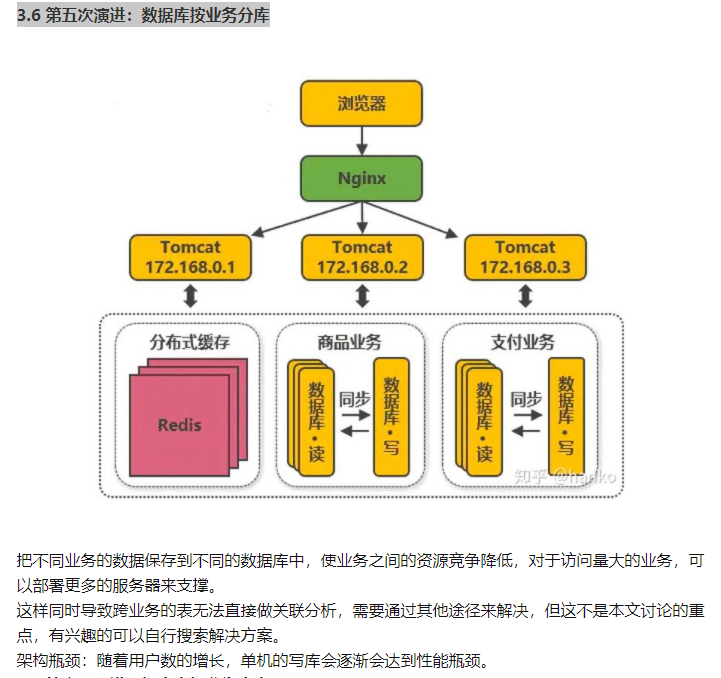 3.6 第五次演进：数据库按业务分库
浏览器
Nginx
Tomcat
172.168.0.1
Tomcat
172.168.0.2
Tomcat
172.168.0.3
分布式缓存
Redis
商品业务
数据库·读
同步
数据库·写
支付业务
数据库·读
同步
数据库·写
知乎 @hanko
把不同业务的数据保存到不同的数据库中，使业务之间的资源竞争降低，对于访问量大的业务，可
以部署更多的服务器来支撑。
这样同时导致跨业务的表无法直接做关联分析，需要通过其他途径来解决，但这不是本文讨论的重
点，有兴趣的可以自行搜索解决方案。
架构瓶颈：随着用户数的增长，单机的写库会逐渐会达到性能瓶颈。